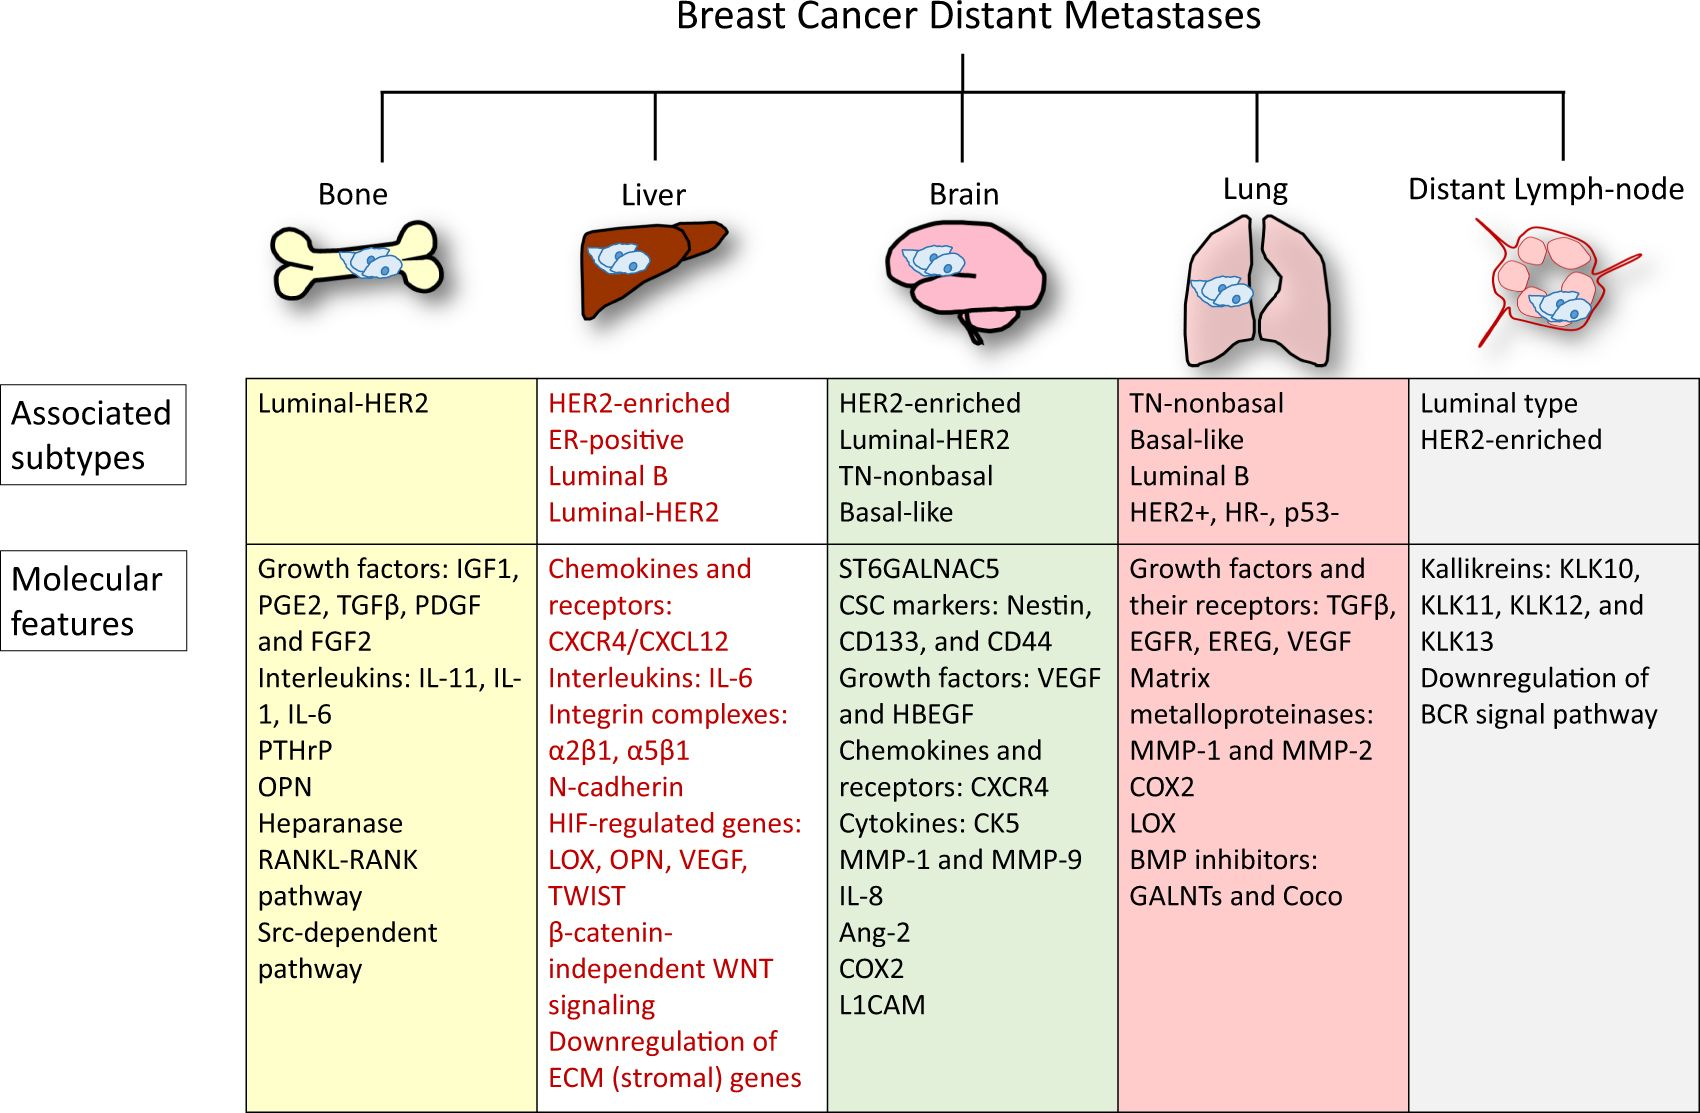 Breast Cancer Distant Metastases
Bone
Liver
Brain
Lung
Distant Lymph-node
Associated
subtypes
Luminal-HER2
HER2-enriched
ER-positive
Luminal B
Luminal-HER2
HER2-enriched
Luminal-HER2
TN-nonbasal
Basal-like
TN-nonbasal
Basal-like
Luminal B
HER2+, HR-, p53-
Luminal type
HER2-enriched
Molecular
features
Growth factors: IGF1,
PGE2, TGFβ, PDGF
and FGF2
Interleukins: IL-11, IL-
1, IL-6
PTHrP
OPN
Heparanase
RANKL-RANK
pathway
Src-dependent
pathway
Chemokines and
receptors:
CXCR4/CXCL12
Interleukins: IL-6
Integrin complexes:
α2β1, α5β1
N-cadherin
HIF-regulated genes:
LOX, OPN, VEGF,
TWIST
β-catenin-
independent WNT
signaling
Downregulation of
ECM (stromal) genes
ST6GALNAC5
CSC markers: Nestin,
CD133, and CD44
Growth factors: VEGF
and HBEGF
Chemokines and
receptors: CXCR4
Cytokines: CK5
MMP-1 and MMP-9
IL-8
Ang-2
COX2
L1CAM
Growth factors and
their receptors: TGFβ,
EGFR, EREG, VEGF
Matrix
metalloproteinases:
MMP-1 and MMP-2
COX2
LOX
BMP inhibitors:
GALNTs and Coco
Kallikreins: KLK10,
KLK11, KLK12, and
KLK13
Downregulation of
BCR signal pathway